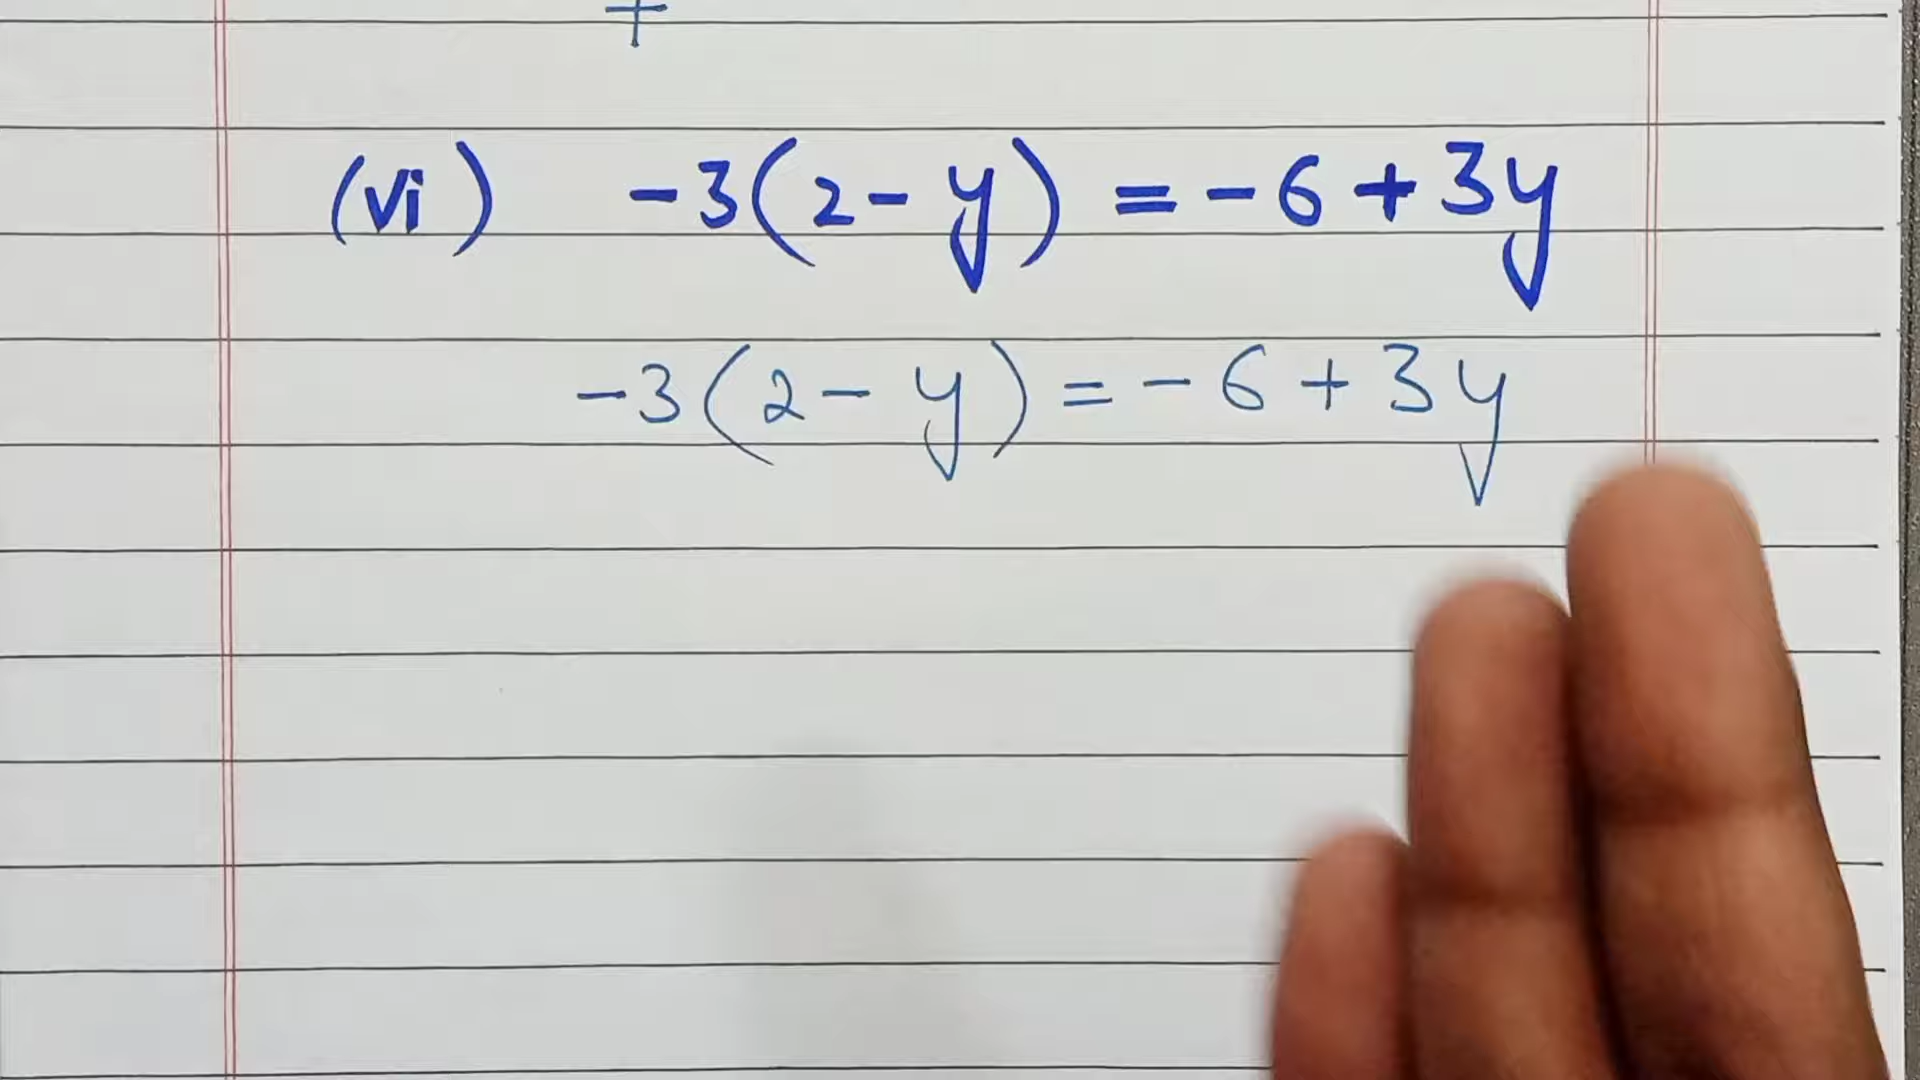 (vi) -3(2-y) = -6+3y
-3(2-y) = -6+3y